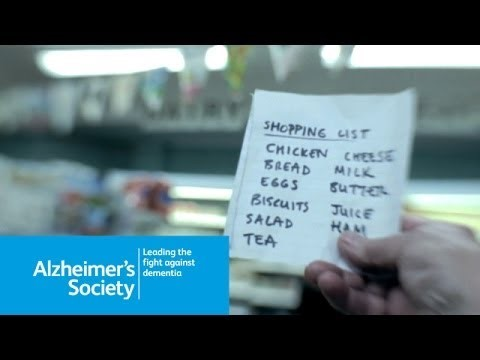 SHOPPING LIST
CHICKEN CHEESE
BREAD MILK
EGGS BUTTER
BISCUITS JUICE
SALAD HAM
TEA
Alzheimer's
Society
Leading the
fight against
dementia